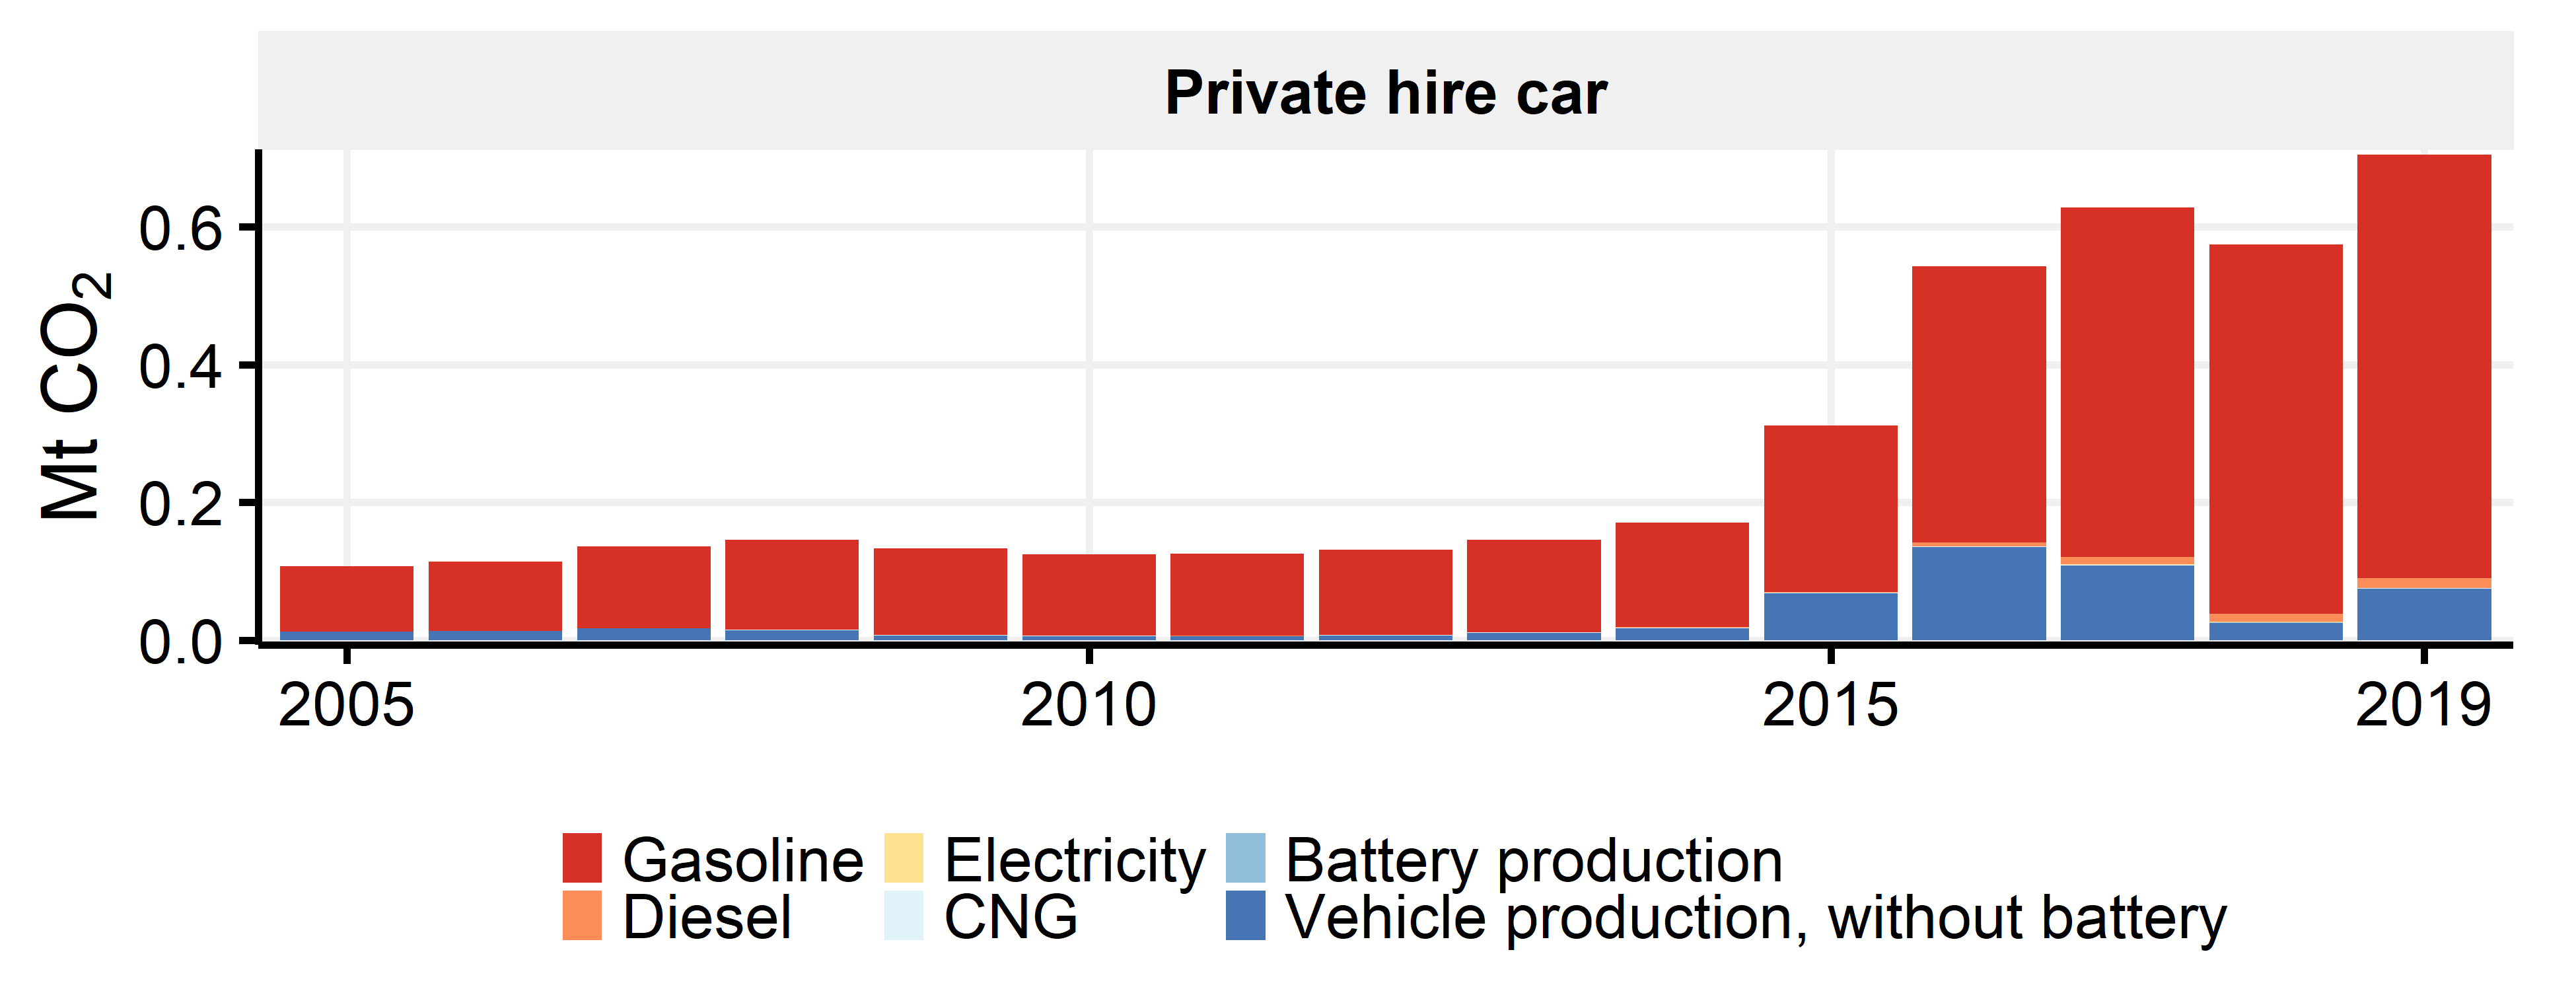 Private hire car
Mt CO₂
0.6
0.4
0.2
0.0
2005 2010 2015 2019
Gasoline Electricity Battery production
Diesel CNG Vehicle production, without battery